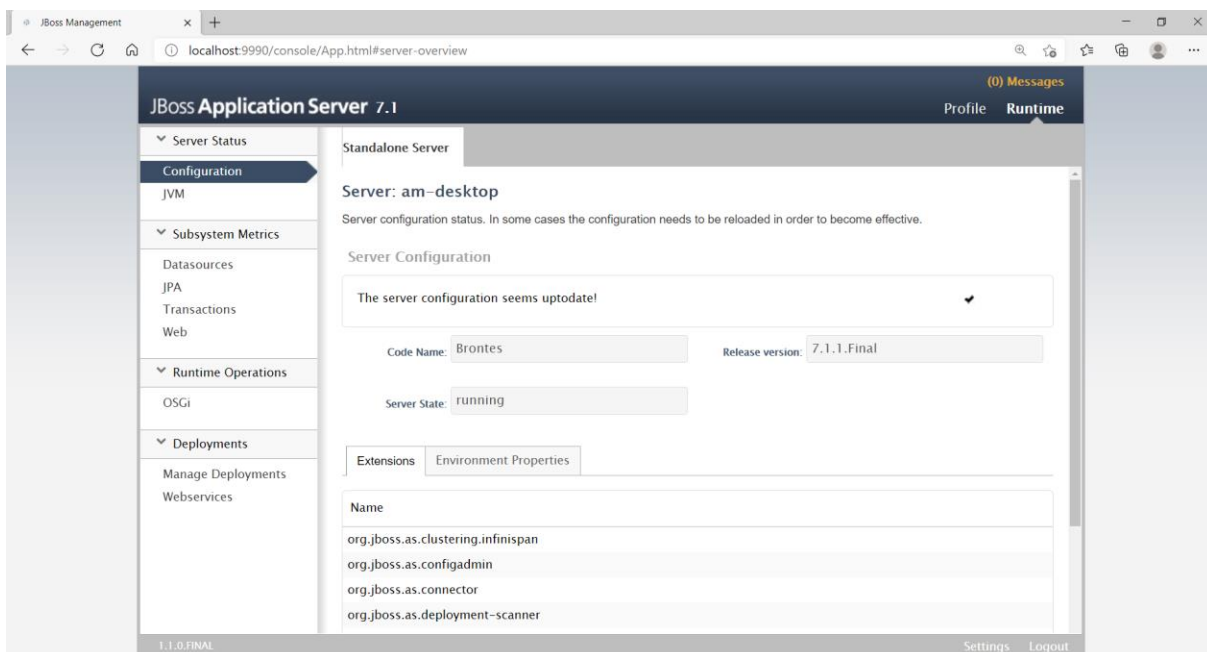 JBoss Management
localhost:9990/console/App.html#server-overview
(0) Messages
JBoss Application Server 7.1
Profile Runtime
Server Status
Configuration
JVM
Subsystem Metrics
Datasources
JPA
Transactions
Web
Runtime Operations
OSGi
Deployments
Manage Deployments
Webservices
Standalone Server
Server: am-desktop
Server configuration status. In some cases the configuration needs to be reloaded in order to become effective.
Server Configuration
The server configuration seems uptodate!
Code Name: Brontes
Release version: 7.1.1.Final
Server State: running
Extensions Environment Properties
Name
org.jboss.as.clustering.infinispan
org.jboss.as.configadmin
org.jboss.as.connector
org.jboss.as.deployment-scanner
1.1.0.FINAL
Settings Logout